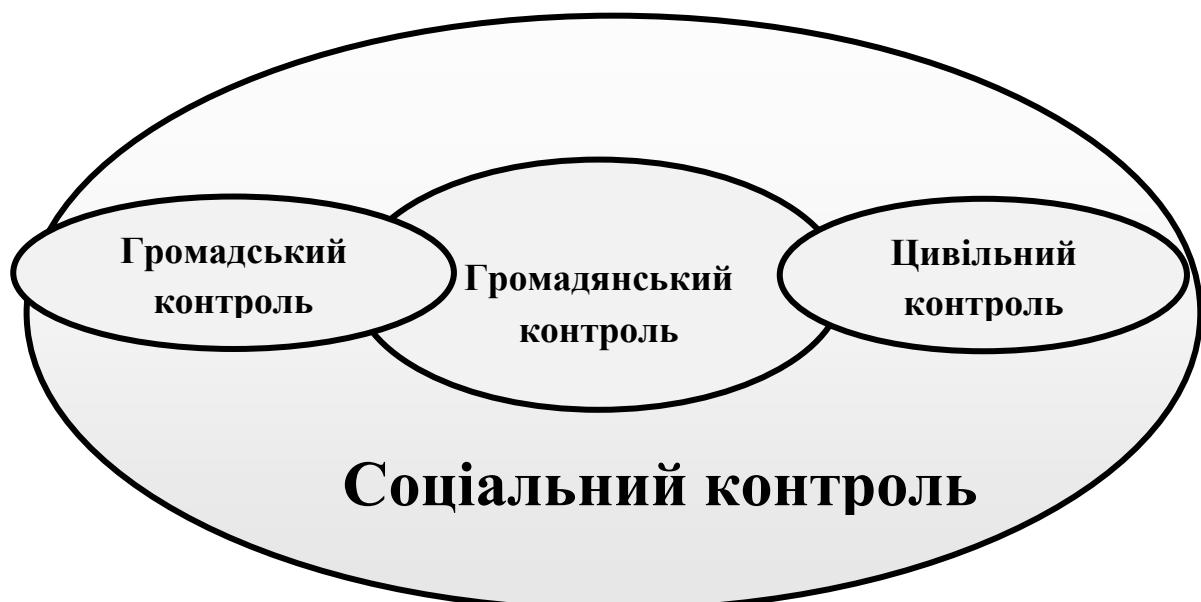 Громадський
контроль
Громадянський
контроль
Цивільний
контроль
Соціальний контроль